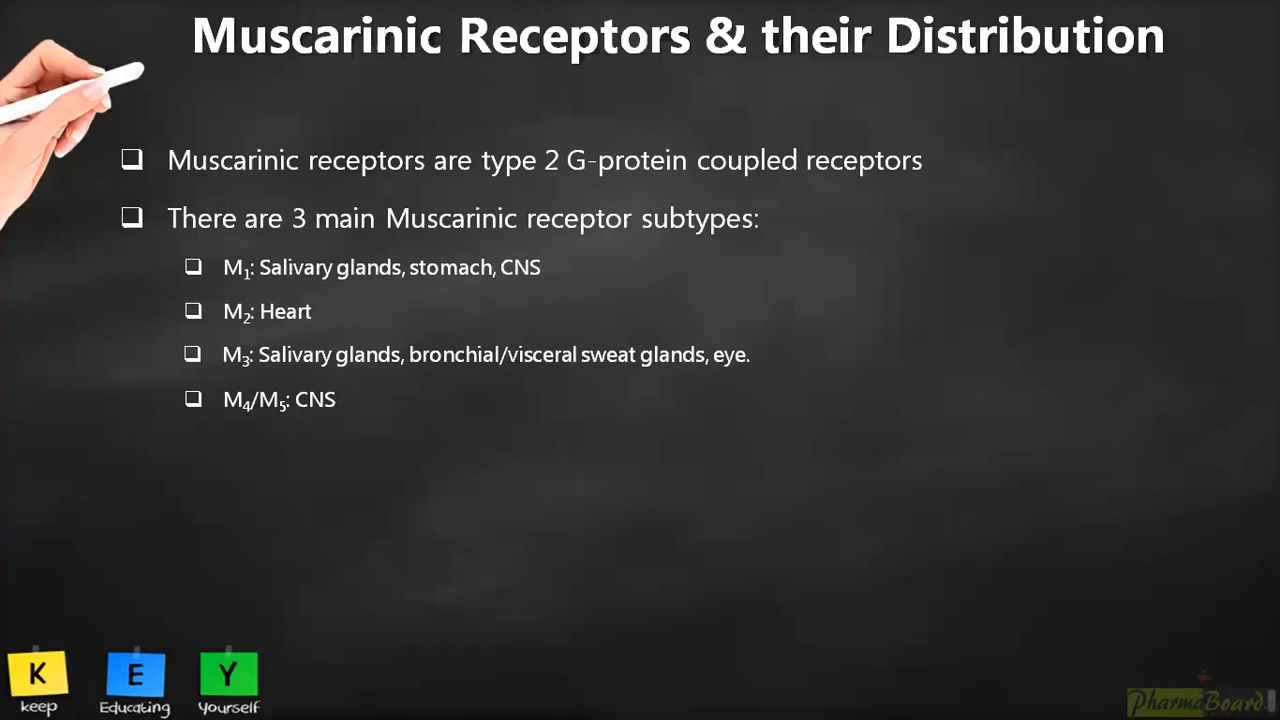 Muscarinic Receptors & their Distribution
Muscarinic receptors are type 2 G-protein coupled receptors
There are 3 main Muscarinic receptor subtypes:
M₁: Salivary glands, stomach, CNS
M₂: Heart
M₃: Salivary glands, bronchial/visceral sweat glands, eye.
M₄/M₅: CNS
K E Y
keep Educating Yourself
PharmaBoard